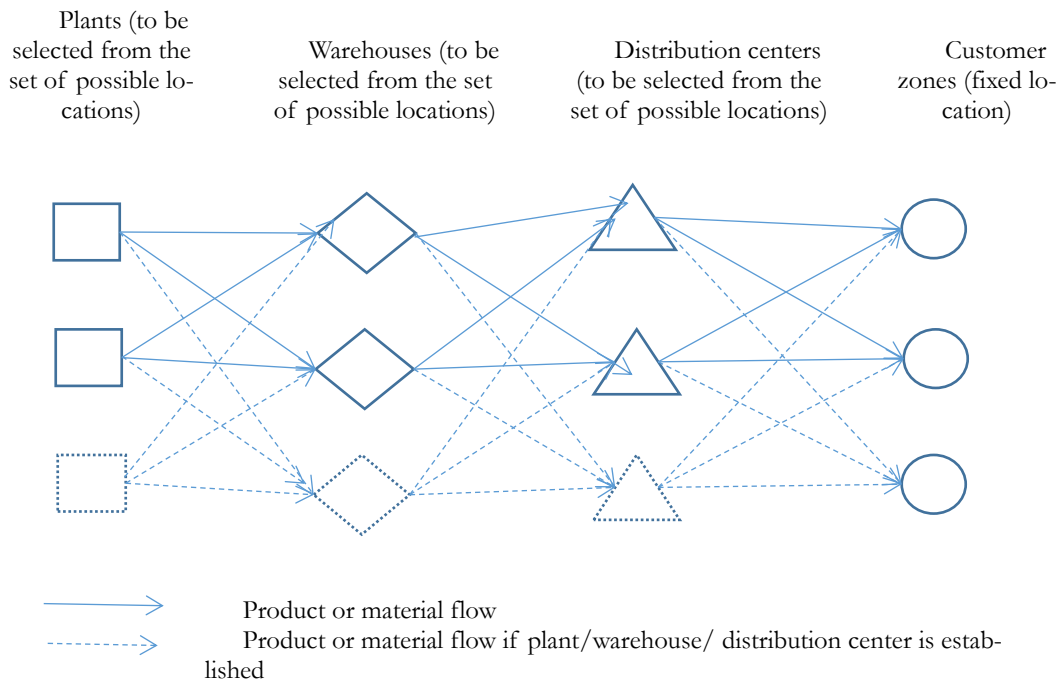 Plants (to be
selected from the
set of possible lo-
cations)
Warehouses (to be
selected from the set
of possible locations)
Distribution centers
(to be selected from the
set of possible locations)
Customer
zones (fixed lo-
cation)
Product or material flow
Product or material flow if plant/warehouse/ distribution center is estab-
lished